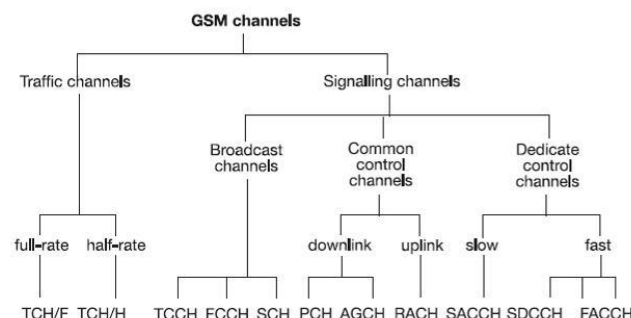 GSM channels
Traffic channels
Signalling channels
Broadcast
channels
Common
control
channels
Dedicate
control
channels
full-rate
half-rate
downlink
uplink
slow
fast
TCH/F TCH/H TCCH FCCH SCH PCH AGCH RACH SACCH SDCCH FACCH